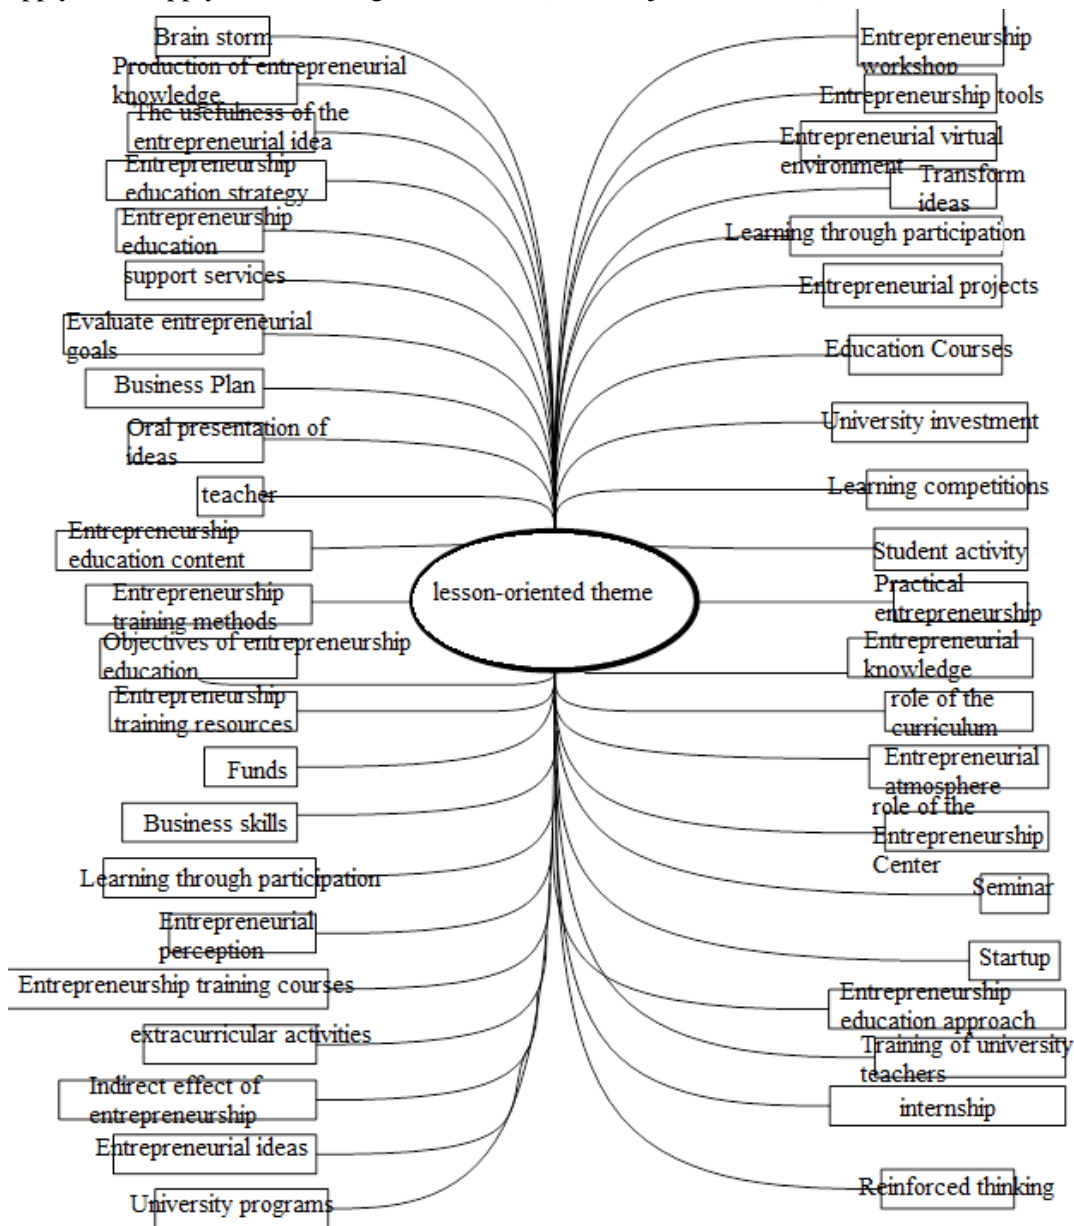 Brain storm
Production of entrepreneurial
knowledge
The usefulness of the
entrepreneurial idea
Entrepreneurship
education strategy
Entrepreneurship
education
support services
Evaluate entrepreneurial
goals
Business Plan
Oral presentation of
ideas
teacher
Entrepreneurship
education content
Entrepreneurship
training methods
Objectives of entrepreneurship
education
Entrepreneurship
training resources
Funds
Business skills
Learning through participation
Entrepreneurial
perception
Entrepreneurship training courses
extracurricular activities
Indirect effect of
entrepreneurship
Entrepreneurial ideas
University programs
lesson-oriented theme
Entrepreneurship
workshop
Entrepreneurship tools
Entrepreneurial virtual
environment
Transform
ideas
Learning through participation
Entrepreneurial projects
Education Courses
University investment
Learning competitions
Student activity
Practical
entrepreneurship
Entrepreneurial
knowledge
role of the
curriculum
Entrepreneurial
atmosphere
role of the
Entrepreneurship
Center
Seminar
Startup
Entrepreneurship
education approach
Training of university
teachers
internship
Reinforced thinking